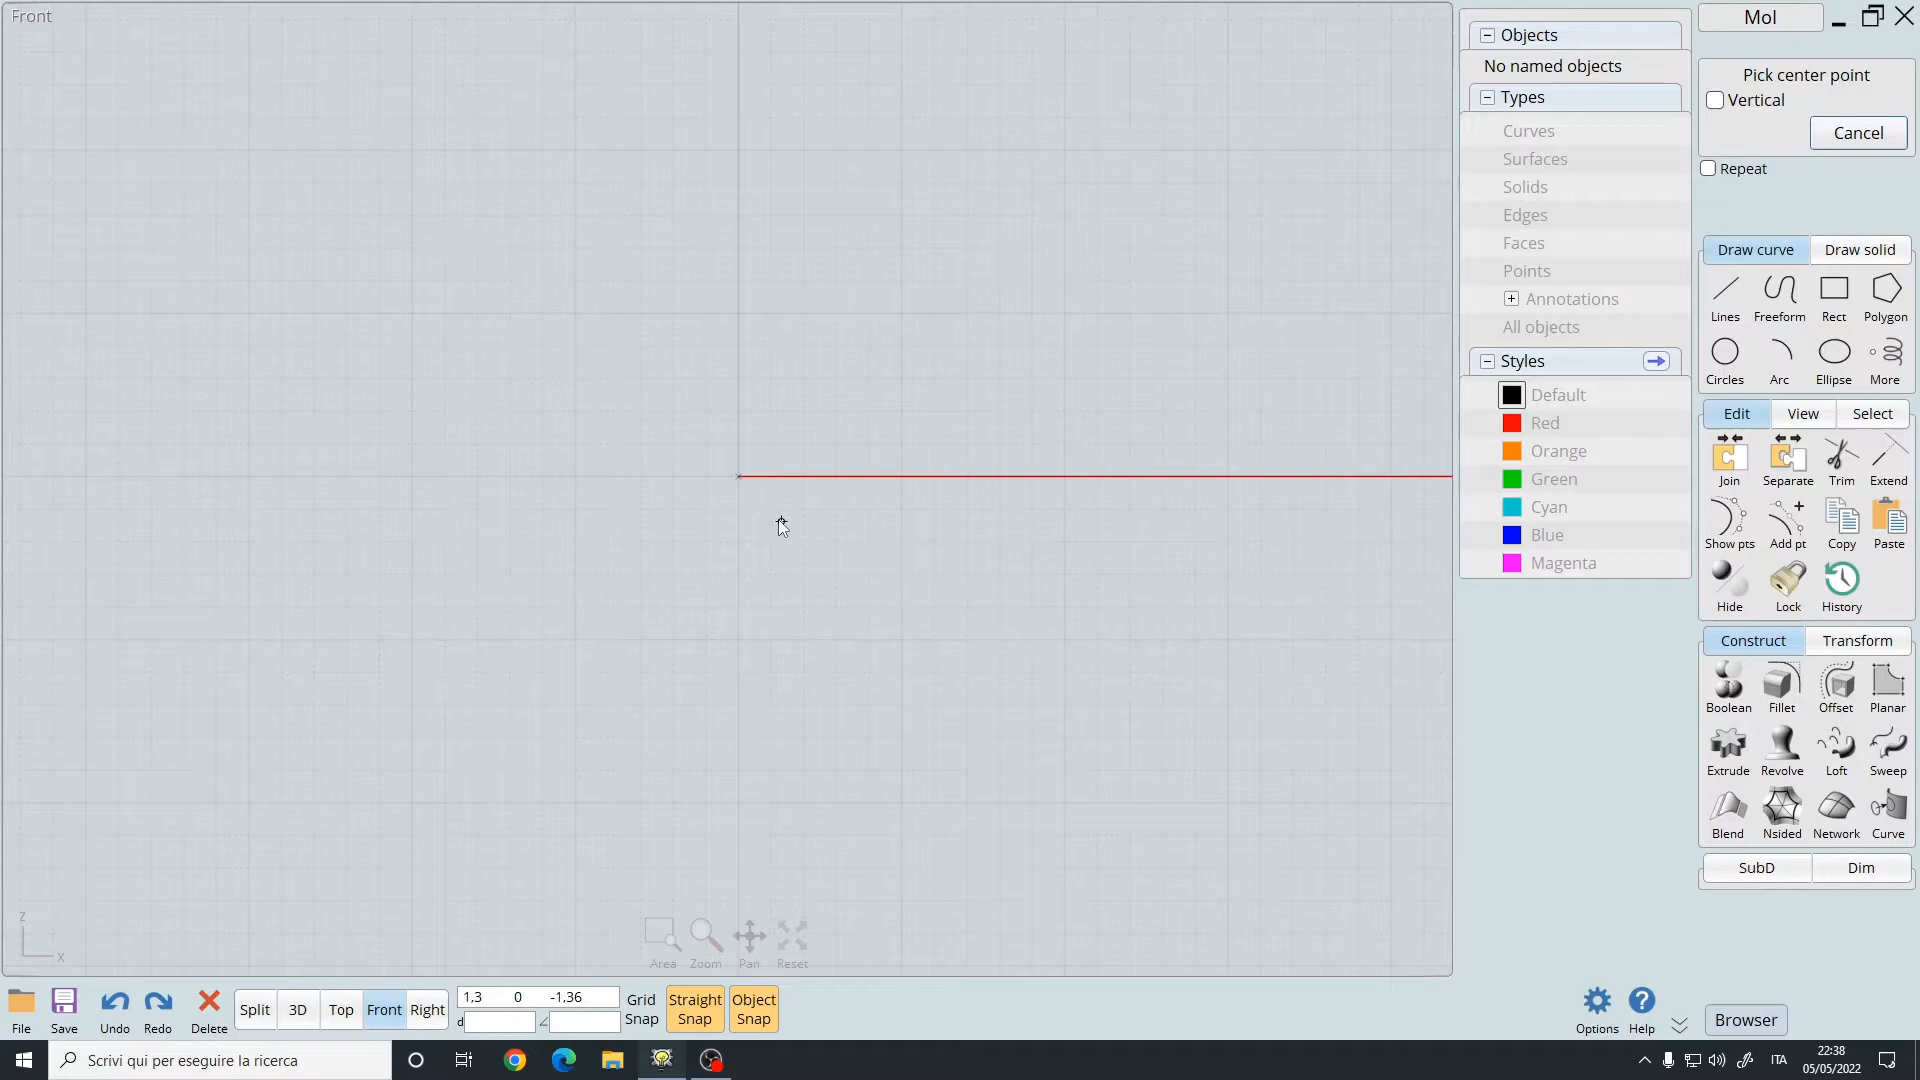 Front
Objects
No named objects
Types
Curves
Surfaces
Solids
Edges
Faces
Points
Annotations
All objects
Styles
Default
Red
Orange
Green
Cyan
Blue
Magenta
MoI
Pick center point
Vertical
Cancel
Repeat
Draw curve Draw solid
Lines Freeform Rect Polygon
Circles Arc Ellipse More
Edit View Select
Join Separate Trim Extend
Show pts Add pt Copy Paste
Hide Lock History
Construct Transform
Boolean Fillet Offset Planar
Extrude Revolve Loft Sweep
Blend Nsided Network Curve
SubD Dim
z
x
Area Zoom Pan Reset
File Save Undo Redo Delete
Split 3D Top Front Right
1,3 0 -1,36
d
Grid Snap
Straight Snap
Object Snap
Options Help
Browser
Scrivi qui per eseguire la ricerca
ITA
22:38
05/05/2022